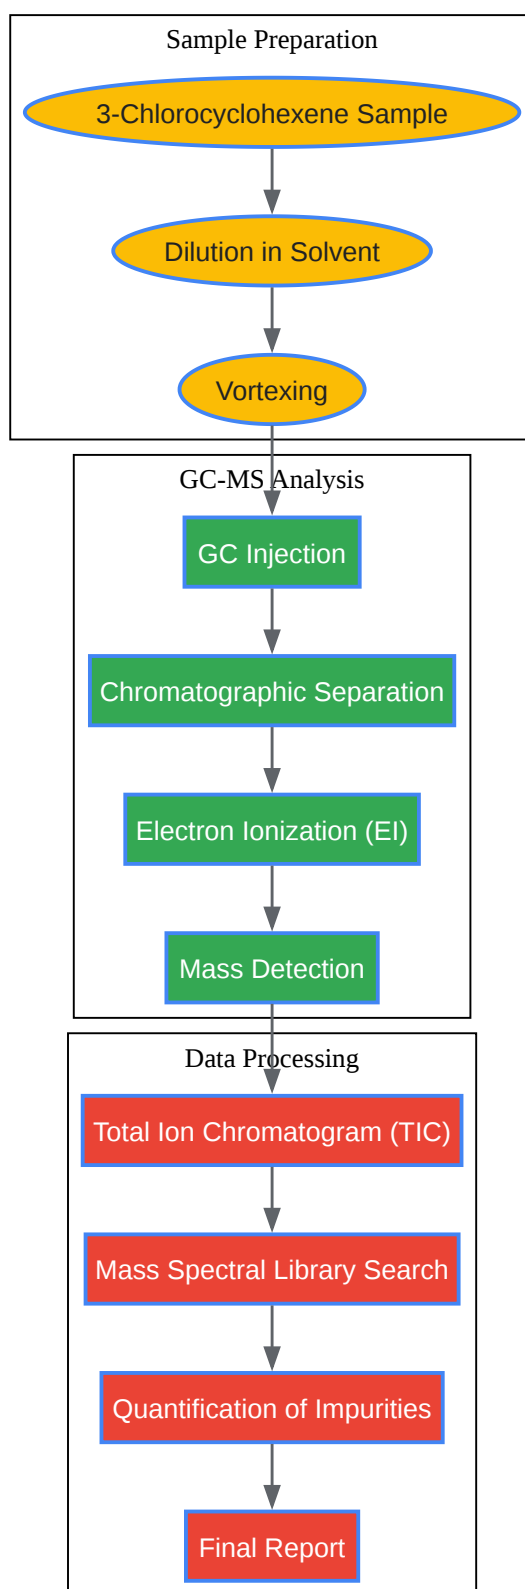 Sample Preparation
3-Chlorocyclohexene Sample
Dilution in Solvent
Vortexing
GC-MS Analysis
GC Injection
Chromatographic Separation
Electron Ionization (EI)
Mass Detection
Data Processing
Total Ion Chromatogram (TIC)
Mass Spectral Library Search
Quantification of Impurities
Final Report